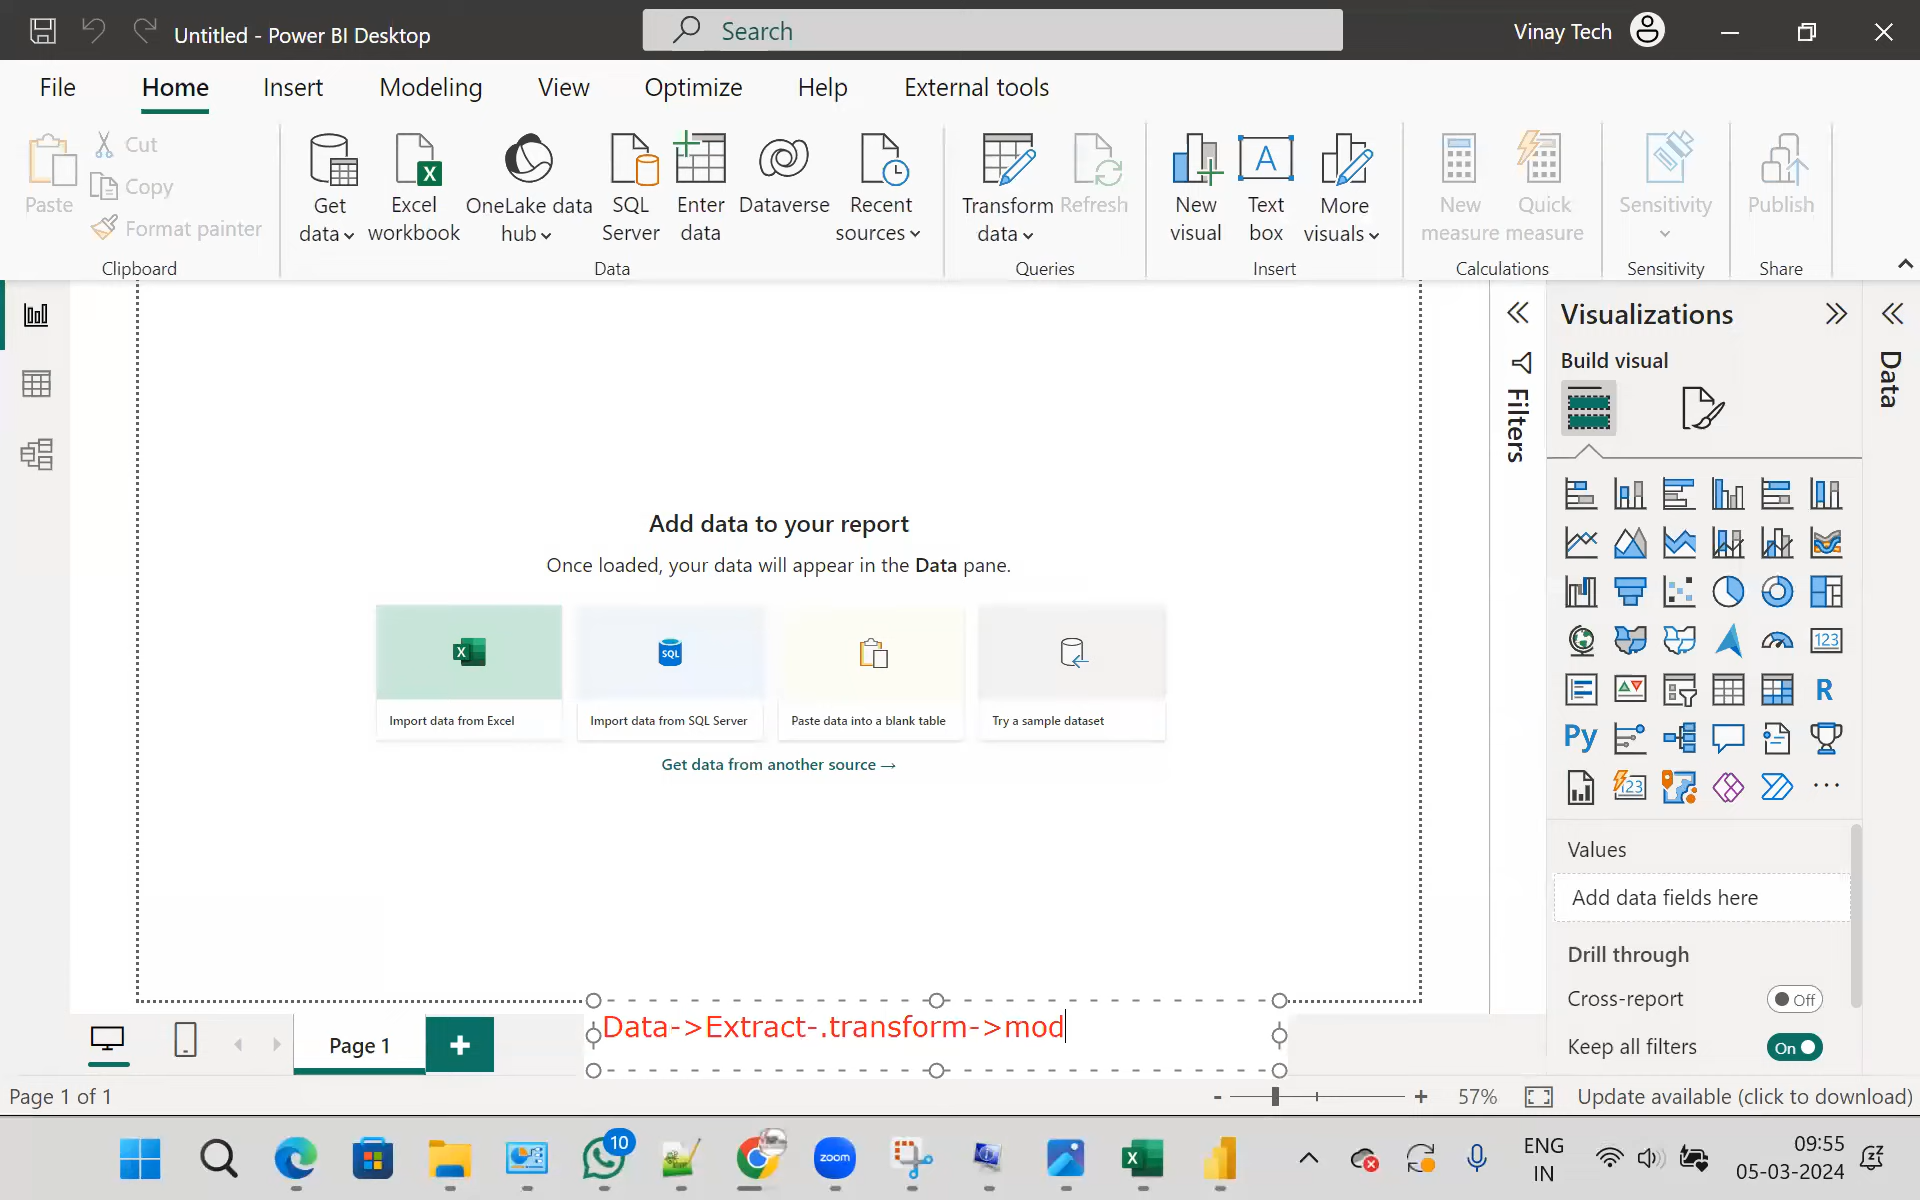 Untitled - Power BI Desktop
Search
Vinay Tech
File Home Insert Modeling View Optimize Help External tools
Paste
Cut
Copy
Format painter
Clipboard
Get data
Excel workbook
OneLake data hub
SQL Server
Enter data
Dataverse
Recent sources
Data
Transform data
Refresh
Queries
New visual
Text box
More visuals
Insert
New measure
Quick measure
Calculations
Sensitivity
Sensitivity
Publish
Share
Add data to your report
Once loaded, your data will appear in the Data pane.
Import data from Excel
SQL
Import data from SQL Server
Paste data into a blank table
Try a sample dataset
Get data from another source →
Filters
Visualizations
Build visual
123
R
Py
123
Values
Add data fields here
Drill through
Cross-report
Off
Keep all filters
On
Data
Page 1
Data->Extract-.transform->mod
Page 1 of 1
- + 57%
Update available (click to download)
10
zoom
ENG
IN
09:55
05-03-2024